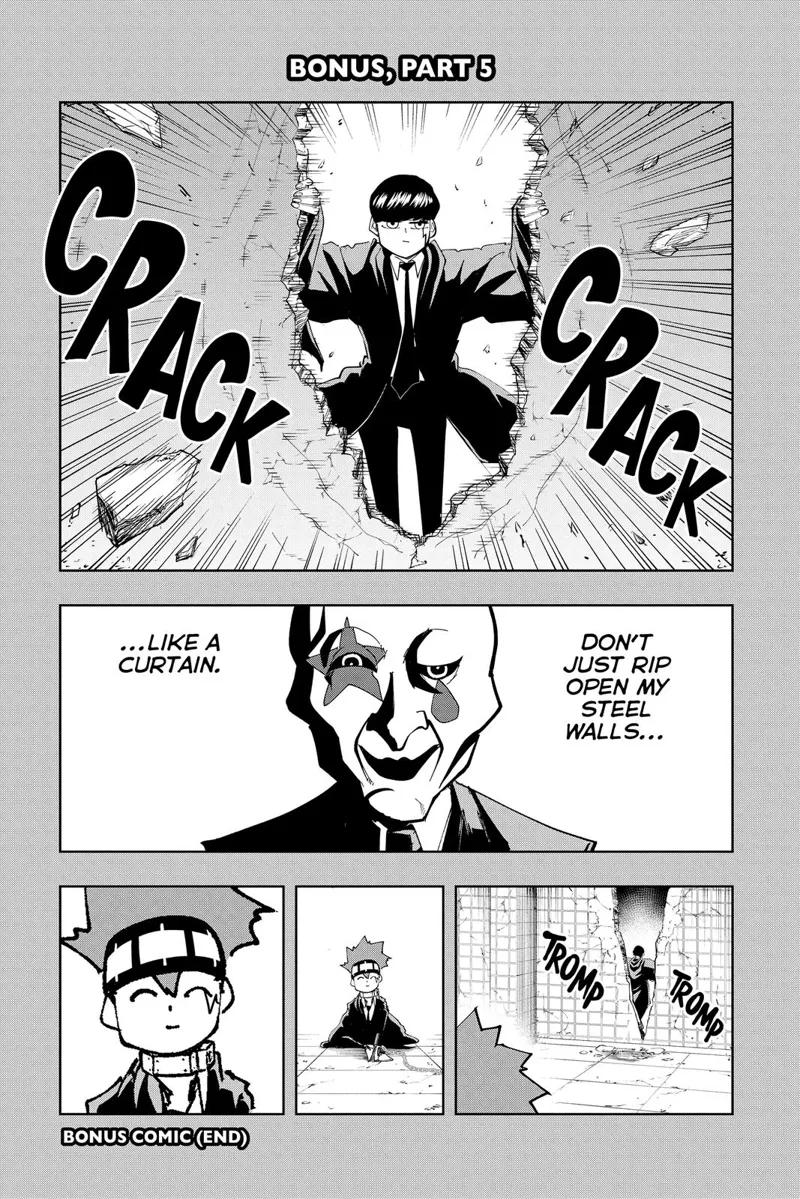 BONUS, PART 5
CRACK
CRACK
DON'T
JUST RIP
OPEN MY
STEEL
WALLS...
...LIKE A
CURTAIN.
TROMP
TROMP
BONUS COMIC (END)